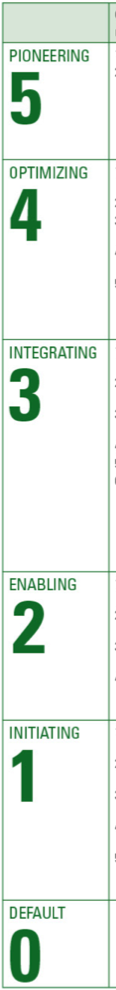 PIONEERING
5
OPTIMIZING
4
INTEGRATING
3
ENABLING
2
INITIATING
1
DEFAULT
0